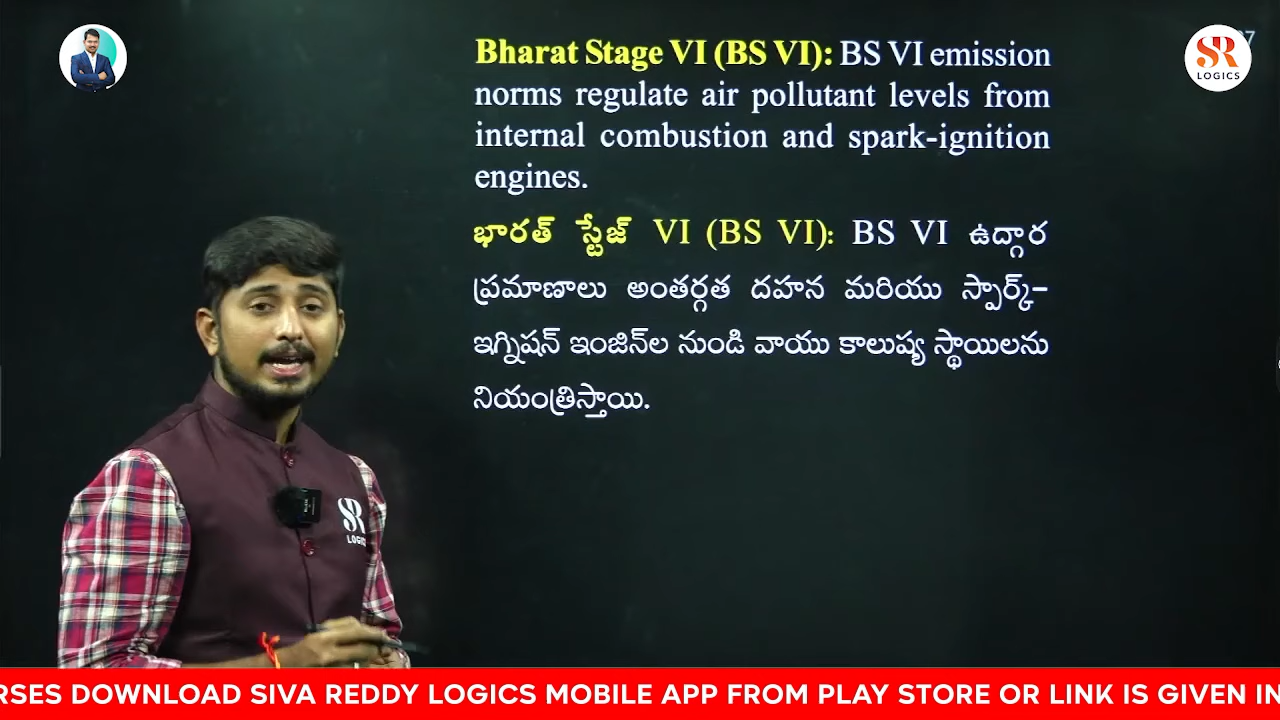 Bharat Stage VI (BS VI): BS VI emission
norms regulate air pollutant levels from
internal combustion and spark-ignition
engines.
భారత్ స్టేజ్ VI (BS VI): BS VI ఉద్గార
ప్రమాణాలు అంతర్గత దహన మరియు స్పార్క్-
ఇగ్నిషన్ ఇంజిన్‌ల నుండి వాయు కాలుష్య స్థాయిలను
నియంత్రిస్తాయి.
SR
LOGICS
7
SR
LOGIC
RSES DOWNLOAD SIVA REDDY LOGICS MOBILE APP FROM PLAY STORE OR LINK IS GIVEN IN